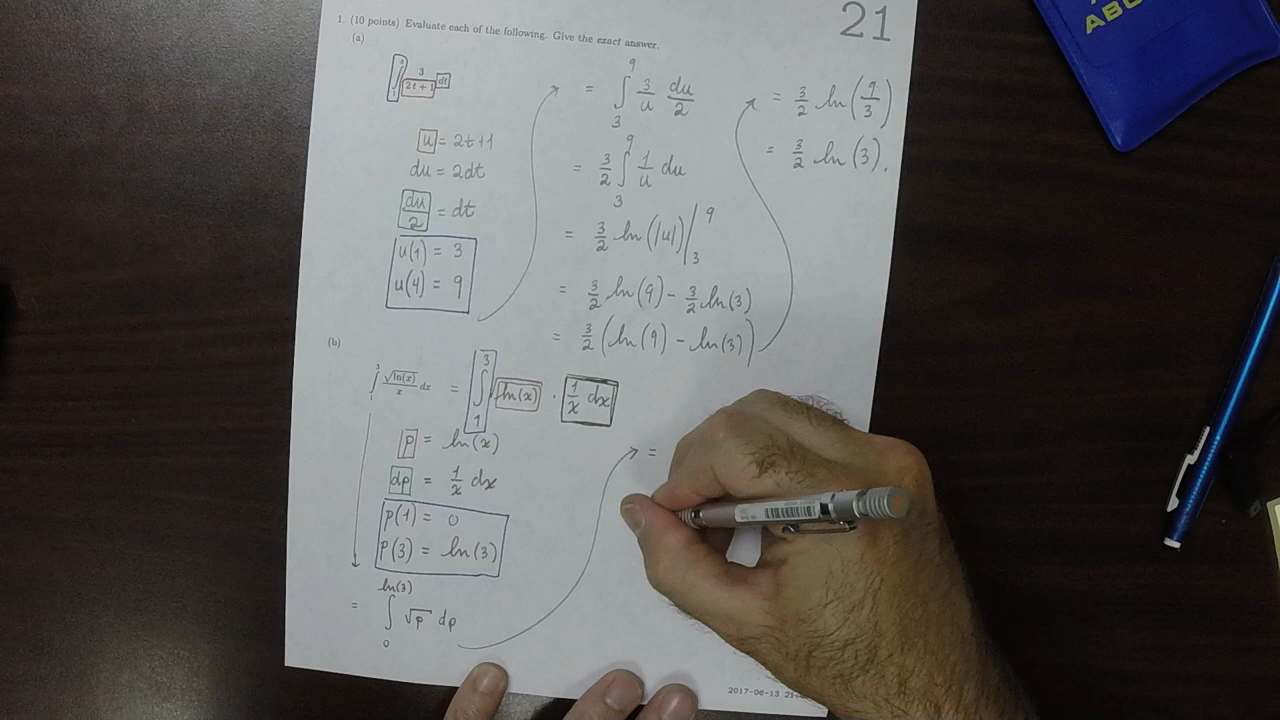 21
1. (10 points) Evaluate each of the following. Give the exact answer.
(a)
∫₁⁴ 3/(2t + 1) dt
u = 2t+1
du = 2dt
du/2 = dt
u(1) = 3
u(4) = 9
= ∫₃⁹ 3/u du/2
= 3/2 ∫₃⁹ 1/u du
= 3/2 ln(|u|) |₃⁹
= 3/2 ln(9) - 3/2 ln(3)
= 3/2 (ln(9) - ln(3))
= 3/2 ln(9/3)
= 3/2 ln(3).
(b)
∫₁³ √ln(x)/x dx = ∫₁³ √ln(x) · 1/x dx
p = ln(x)
dp = 1/x dx
p(1) = 0
p(3) = ln(3)
= ∫₀^ln(3) √p dp
=
2017-06-13 21
ABC